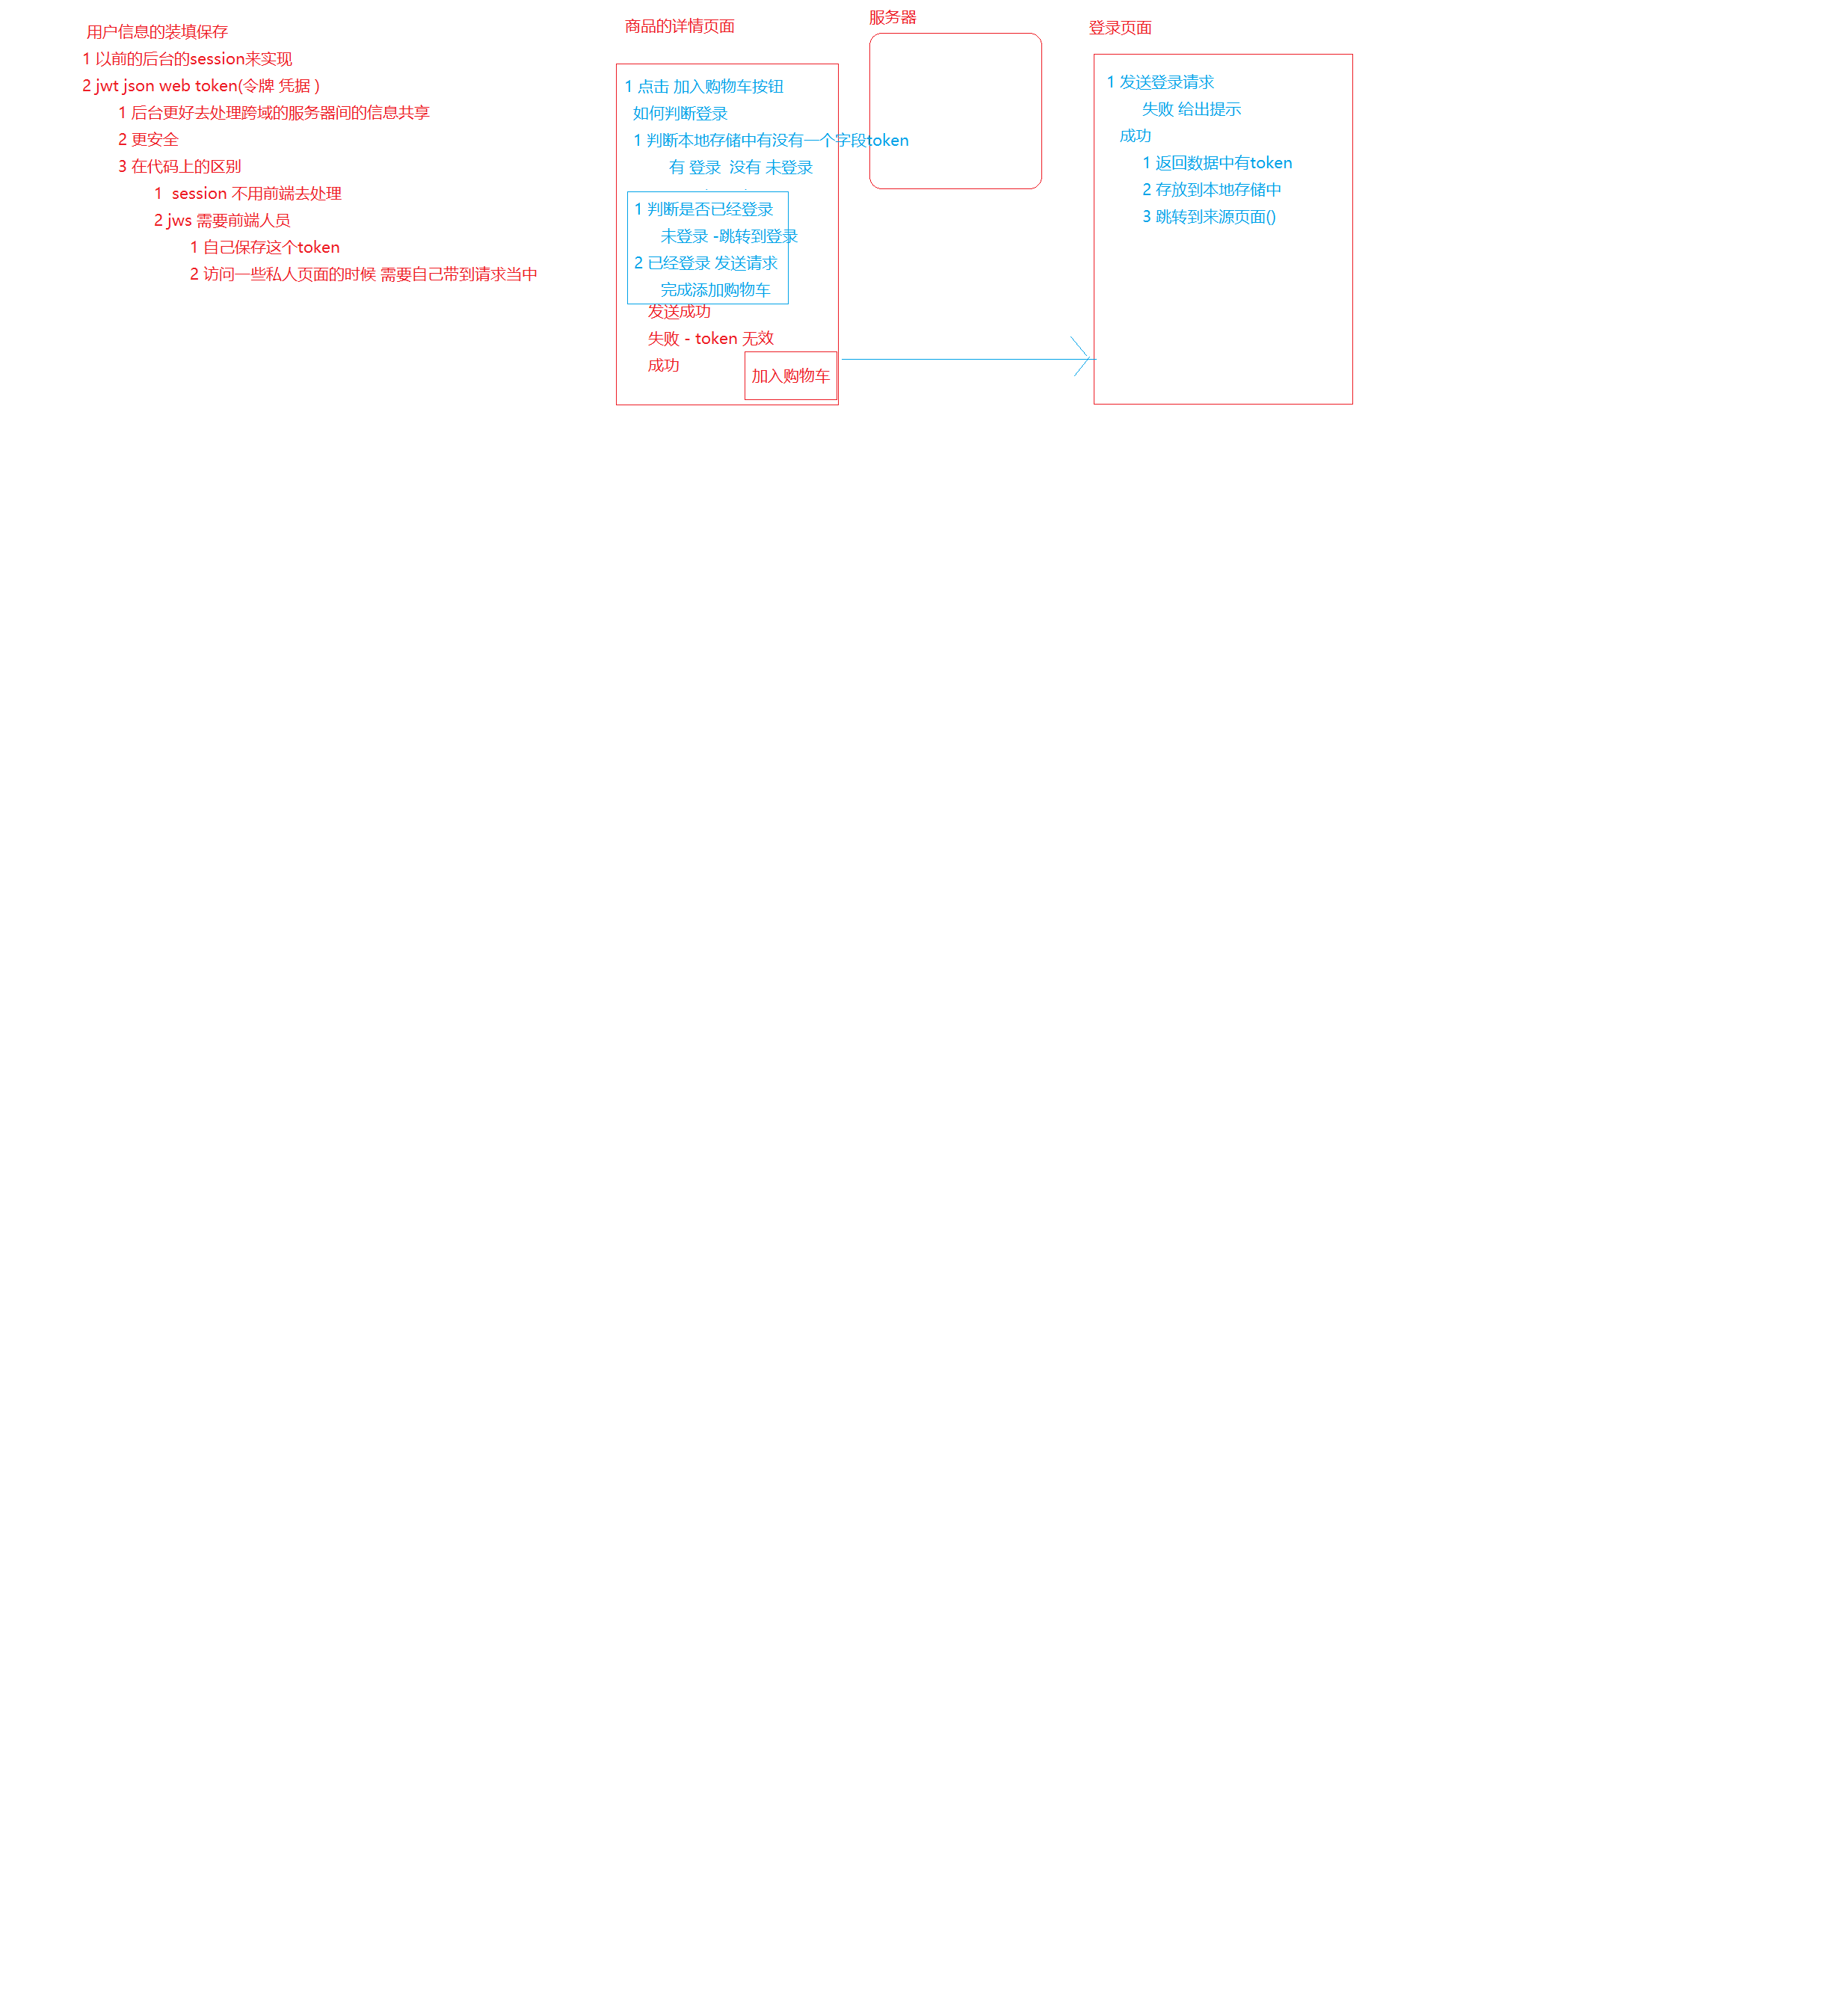 用户信息的装填保存
1 以前的后台的session来实现
2 jwt json web token(令牌 凭据 )
1 后台更好去处理跨域的服务器间的信息共享
2 更安全
3 在代码上的区别
1 session 不用前端去处理
2 jws 需要前端人员
1 自己保存这个token
2 访问一些私人页面的时候 需要自己带到请求当中
商品的详情页面
1 点击 加入购物车按钮
如何判断登录
1 判断本地存储中有没有一个字段token
有 登录 没有 未登录
1 判断是否已经登录
未登录 -跳转到登录
2 已经登录 发送请求
完成添加购物车
发送成功
失败 - token 无效
成功
加入购物车
服务器
登录页面
1 发送登录请求
失败 给出提示
成功
1 返回数据中有token
2 存放到本地存储中
3 跳转到来源页面()